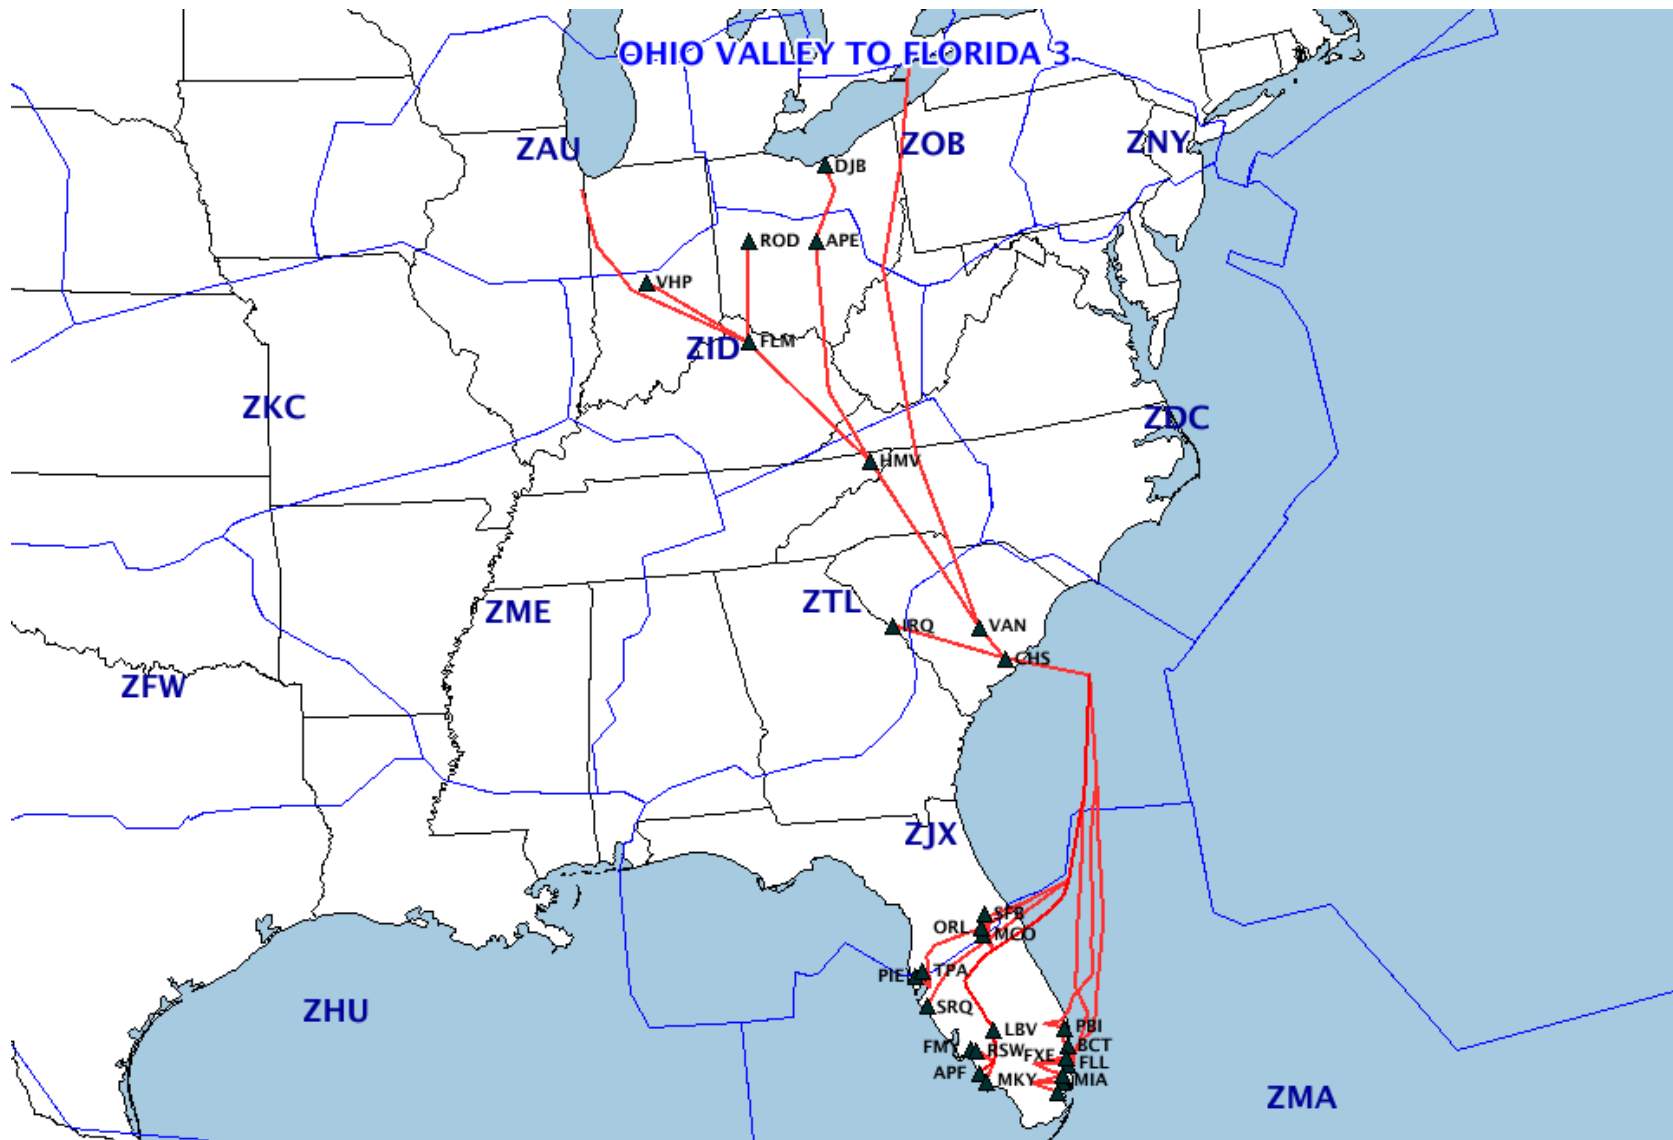 OHIO VALLEY TO FLORIDA 3
ZAU
ZOB
ZNY
DJB
ROD
APE
VHP
ZID
FLM
ZKC
ZDC
HMV
ZME
ZTL
IRQ
VAN
CHS
ZFW
ZJX
SFB
ORL
MCO
TPA
PIE
SRQ
ZHU
LBV
PBI
FMY
RSW
FXE
BCT
FLL
APF
MKY
MIA
ZMA